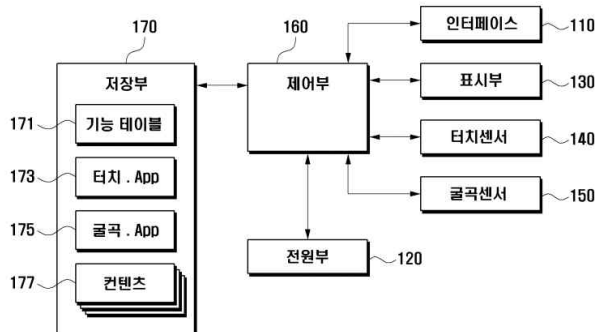 170
저장부
171
기능 테이블
173
터치 . App
175
굴곡 . App
177
컨텐츠
160
제어부
인터페이스
110
표시부
130
터치센서
140
굴곡센서
150
전원부
120